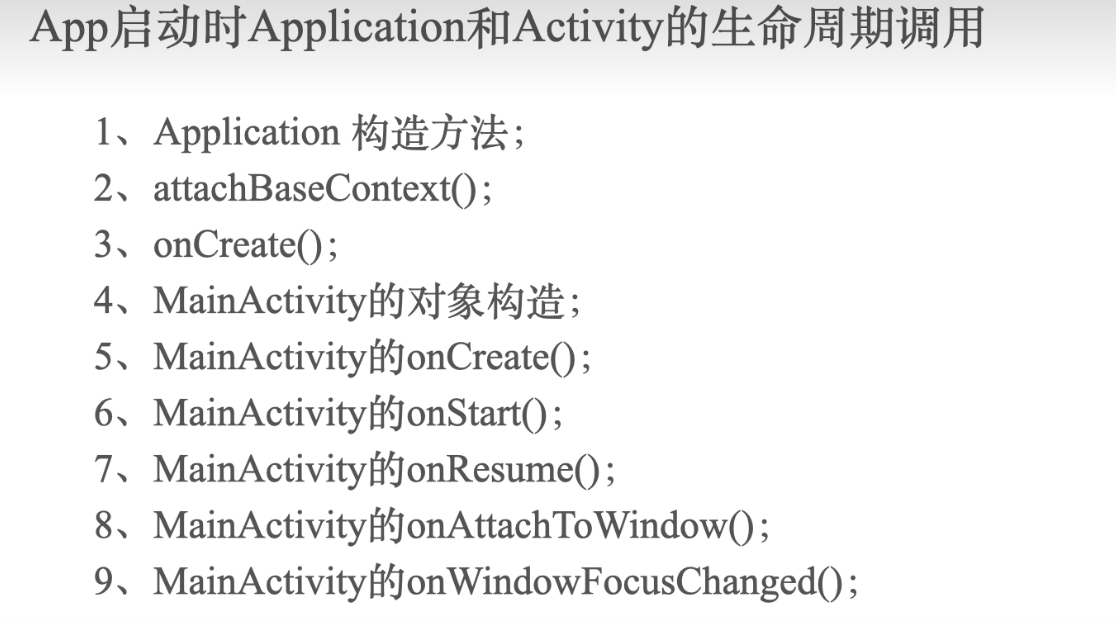 App启动时Application和Activity的生命周期调用
1、Application 构造方法；
2、attachBaseContext()；
3、onCreate()；
4、MainActivity的对象构造；
5、MainActivity的onCreate()；
6、MainActivity的onStart()；
7、MainActivity的onResume()；
8、MainActivity的onAttachToWindow()；
9、MainActivity的onWindowFocusChanged()；